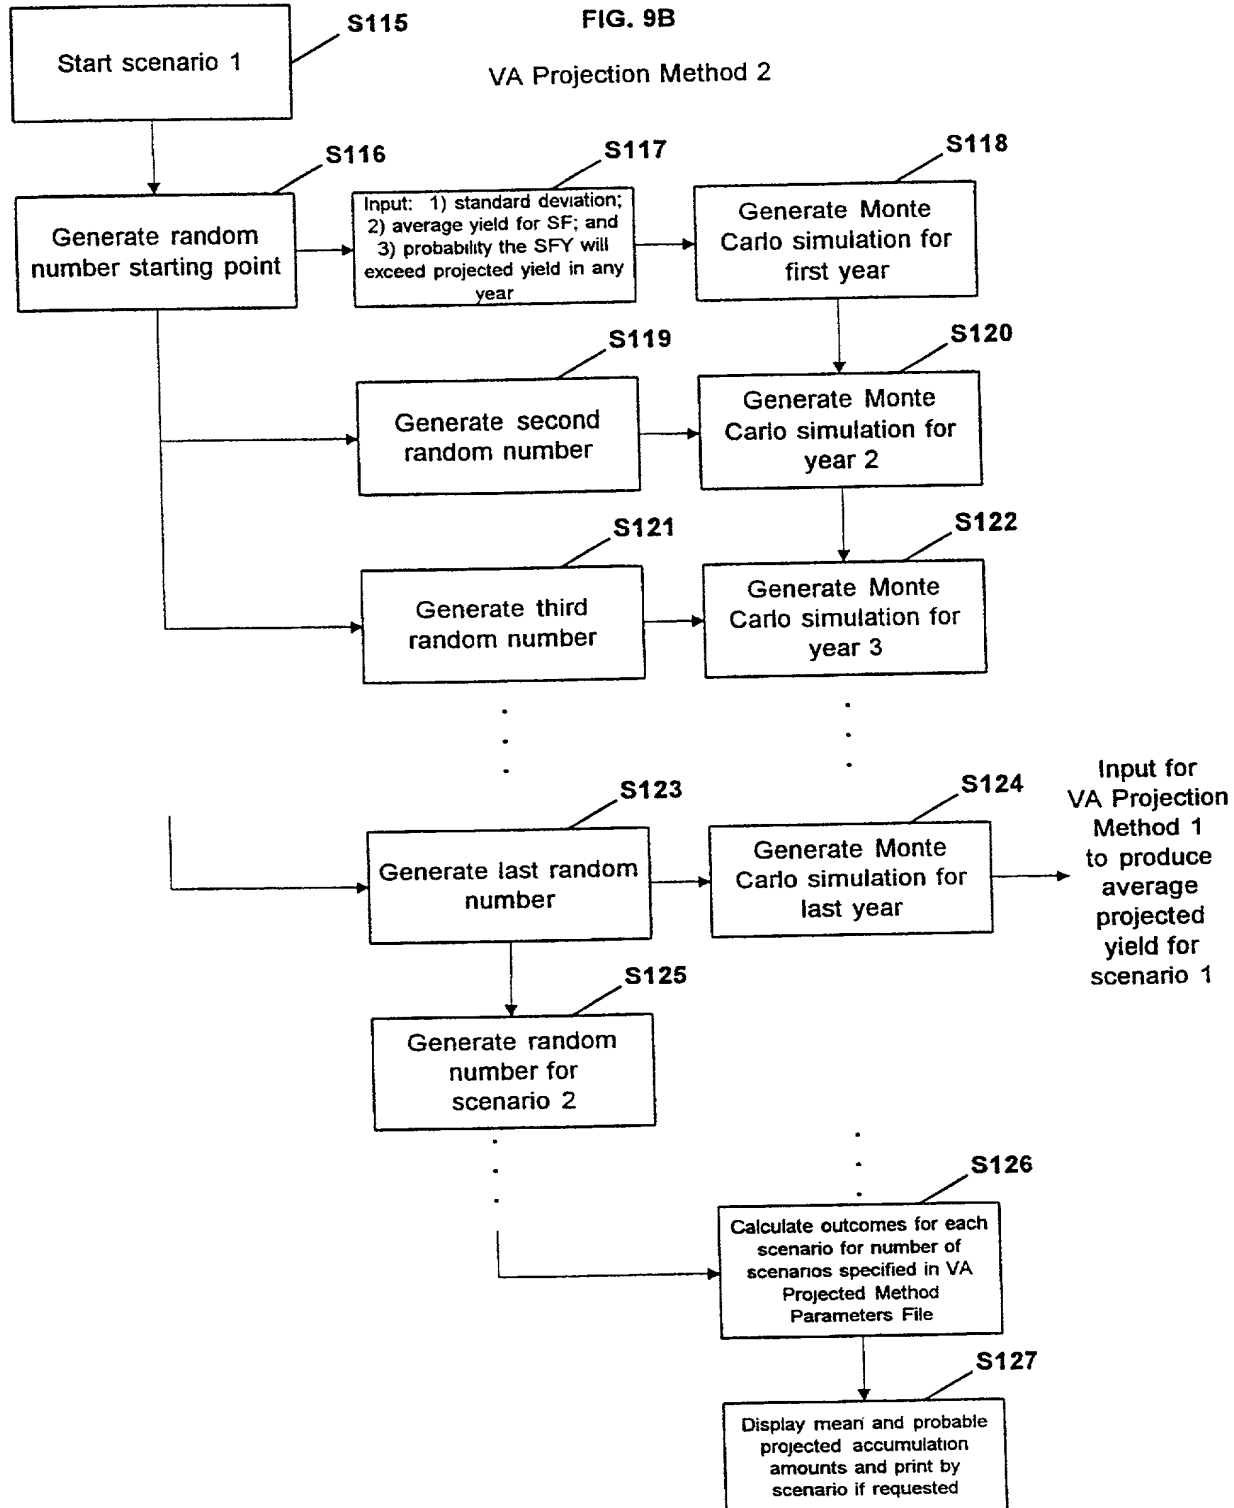 S115
FIG. 9B
Start scenario 1
VA Projection Method 2
S116
S117
S118
Generate random
number starting point
Input: 1) standard deviation;
2) average yield for SF; and
3) probability the SFY will
exceed projected yield in any
year
Generate Monte
Carlo simulation for
first year
S119
S120
Generate second
random number
Generate Monte
Carlo simulation for
year 2
S121
S122
Generate third
random number
Generate Monte
Carlo simulation for
year 3
S123
S124
Generate last random
number
Generate Monte
Carlo simulation for
last year
Input for
VA Projection
Method 1
to produce
average
projected
yield for
scenario 1
S125
Generate random
number for
scenario 2
S126
Calculate outcomes for each
scenario for number of
scenarios specified in VA
Projected Method
Parameters File
S127
Display mean and probable
projected accumulation
amounts and print by
scenario if requested